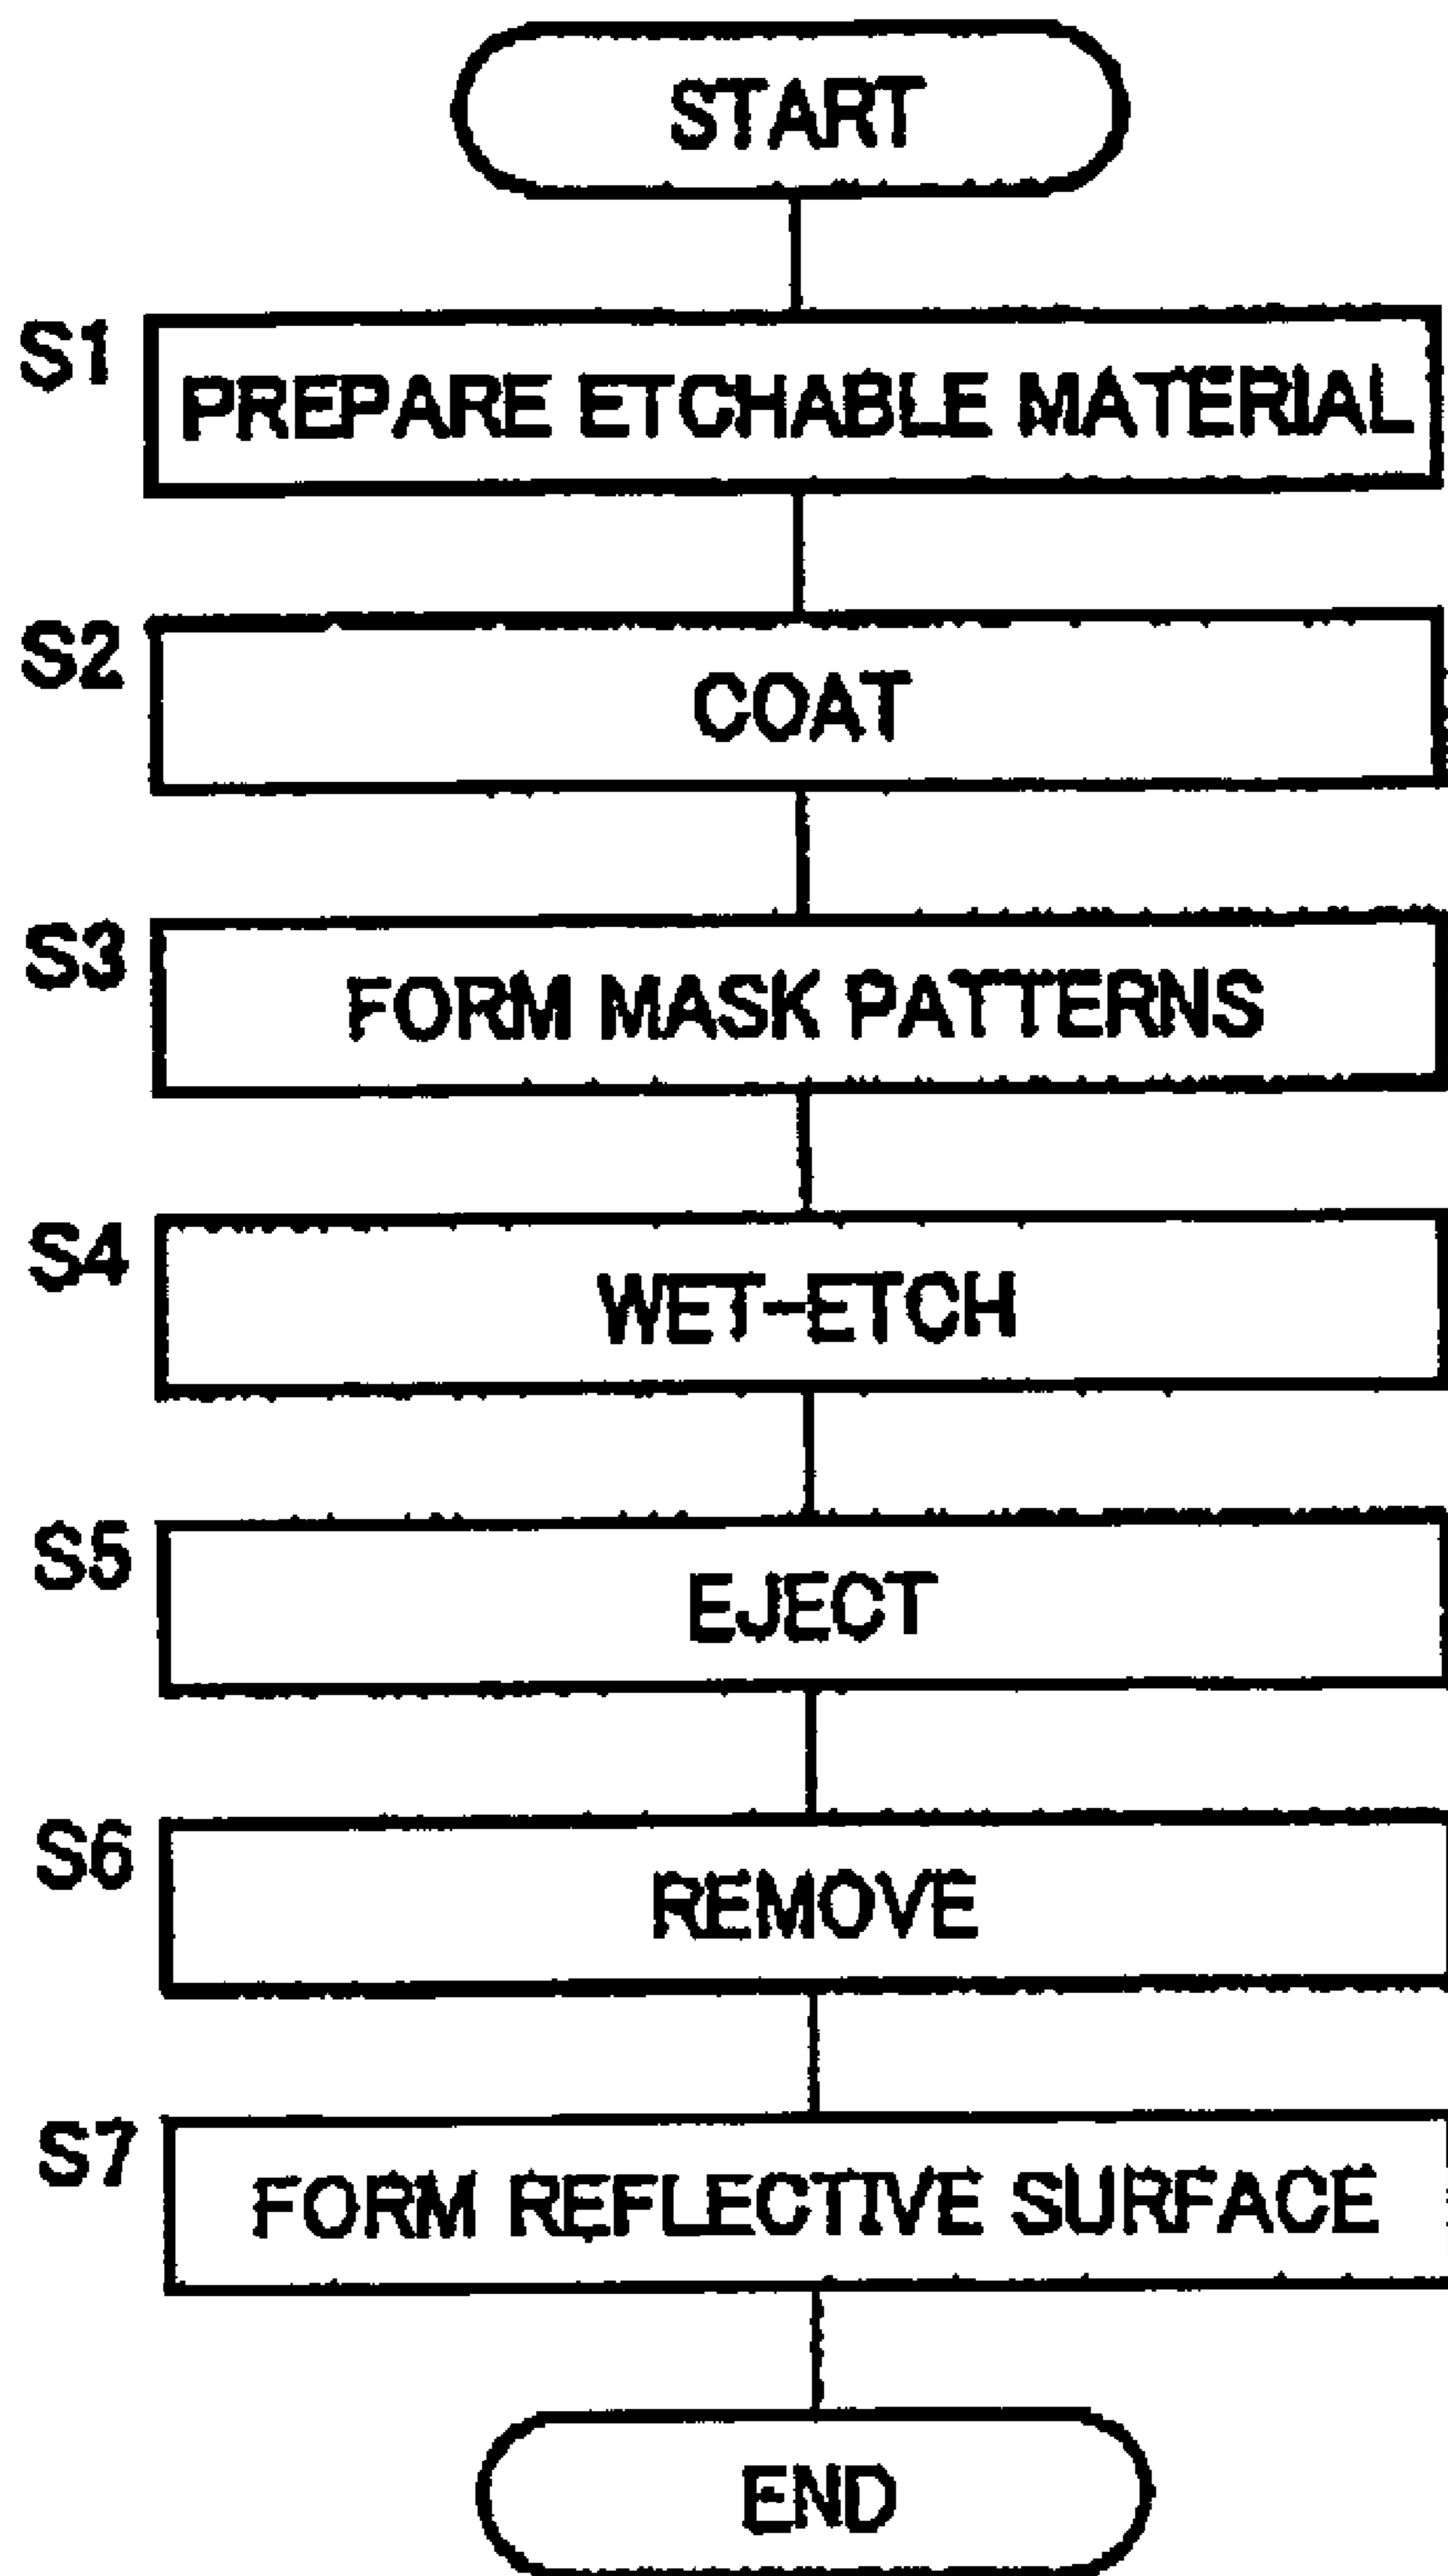 START
S1
PREPARE ETCHABLE MATERIAL
S2
COAT
S3
FORM MASK PATTERNS
S4
WET-ETCH
S5
EJECT
S6
REMOVE
S7
FORM REFLECTIVE SURFACE
END